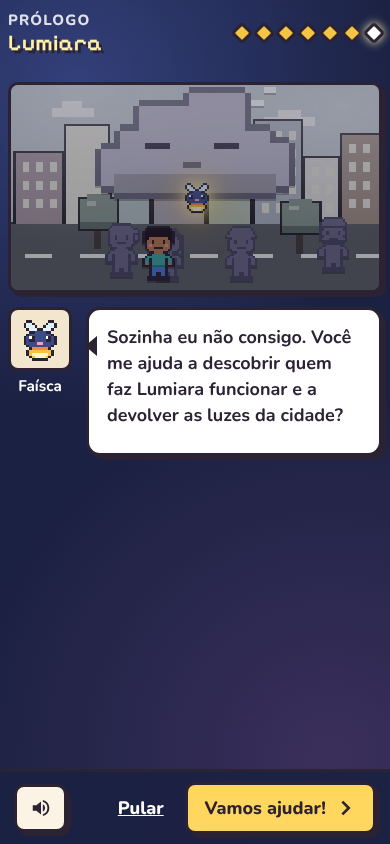 PRÓLOGO
Lumiara
Sozinha eu não consigo. Você
me ajuda a descobrir quem
faz Lumiara funcionar e a
devolver as luzes da cidade?
Faísca
Pular
Vamos ajudar!